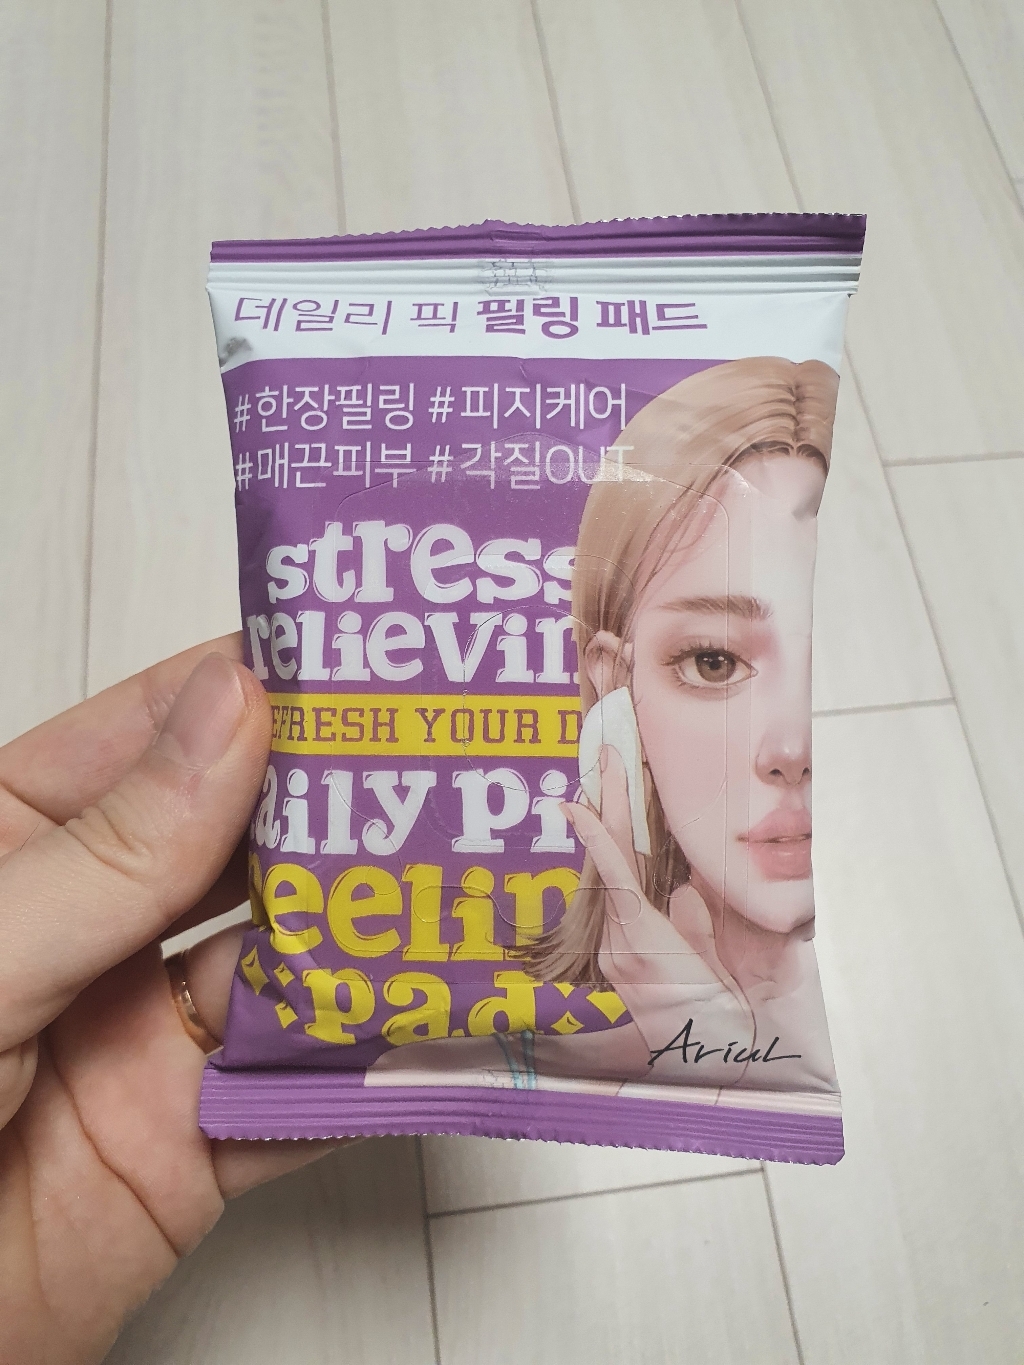 데일리 픽 필링 패드
#한장필링 #피지케어
#매끈피부 #각질OUT
stress
relievin
EFRESH YOUR D
aily pi
eelin
pad
Ariul